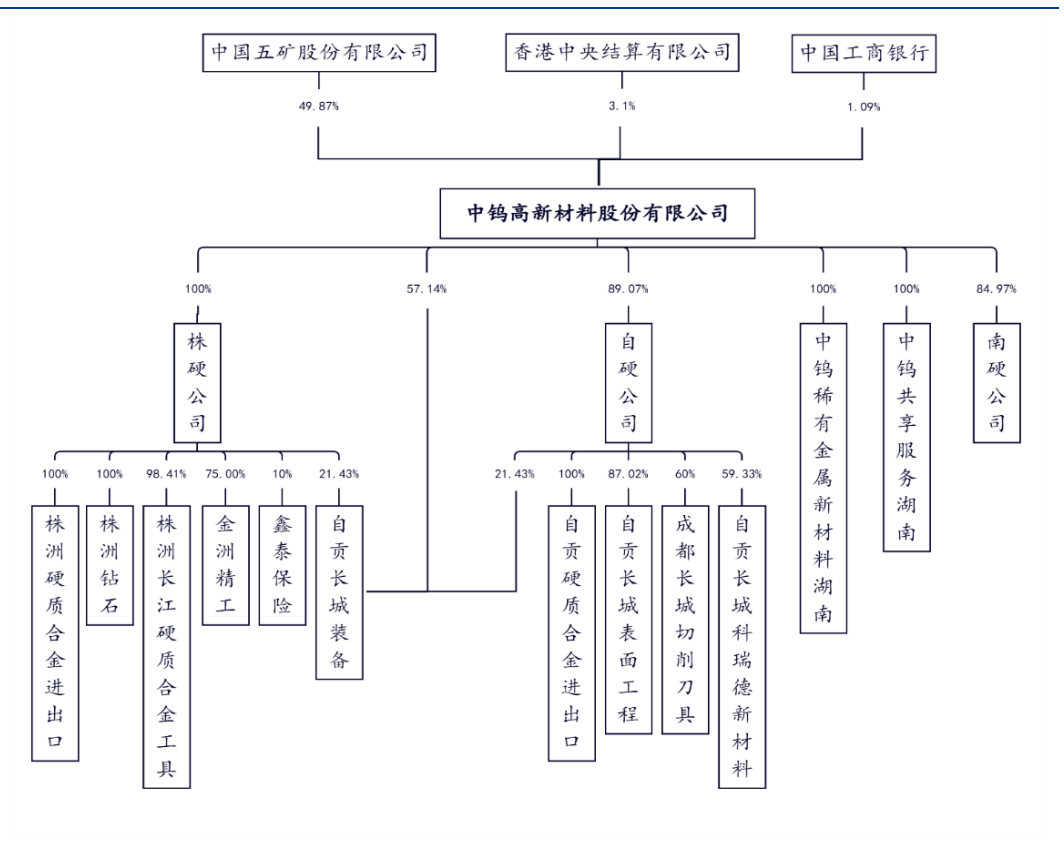 中国五矿股份有限公司
香港中央结算有限公司
中国工商银行
49.87%
3.1%
1.09%
中钨高新材料股份有限公司
100%
57.14%
89.07%
100%
100%
84.97%
株硬公司
自硬公司
中钨稀有金属新材料湖南
中钨共享服务湖南
南硬公司
100%
100%
98.41%
75.00%
10%
21.43%
21.43%
100%
87.02%
60%
59.33%
株洲硬质合金进出口
株洲钻石
株洲长江硬质合金工具
金洲精工
鑫泰保险
自贡长城装备
自贡硬质合金进出口
自贡长城表面工程
成都长城切削刀具
自贡长城科瑞德新材料